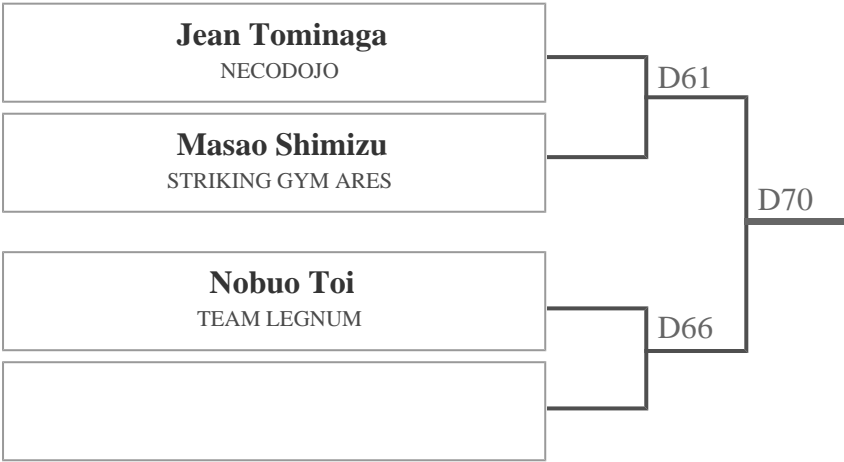 Jean Tominaga
NECODOJO
D61
Masao Shimizu
STRIKING GYM ARES
D70
Nobuo Toi
TEAM LEGNUM
D66